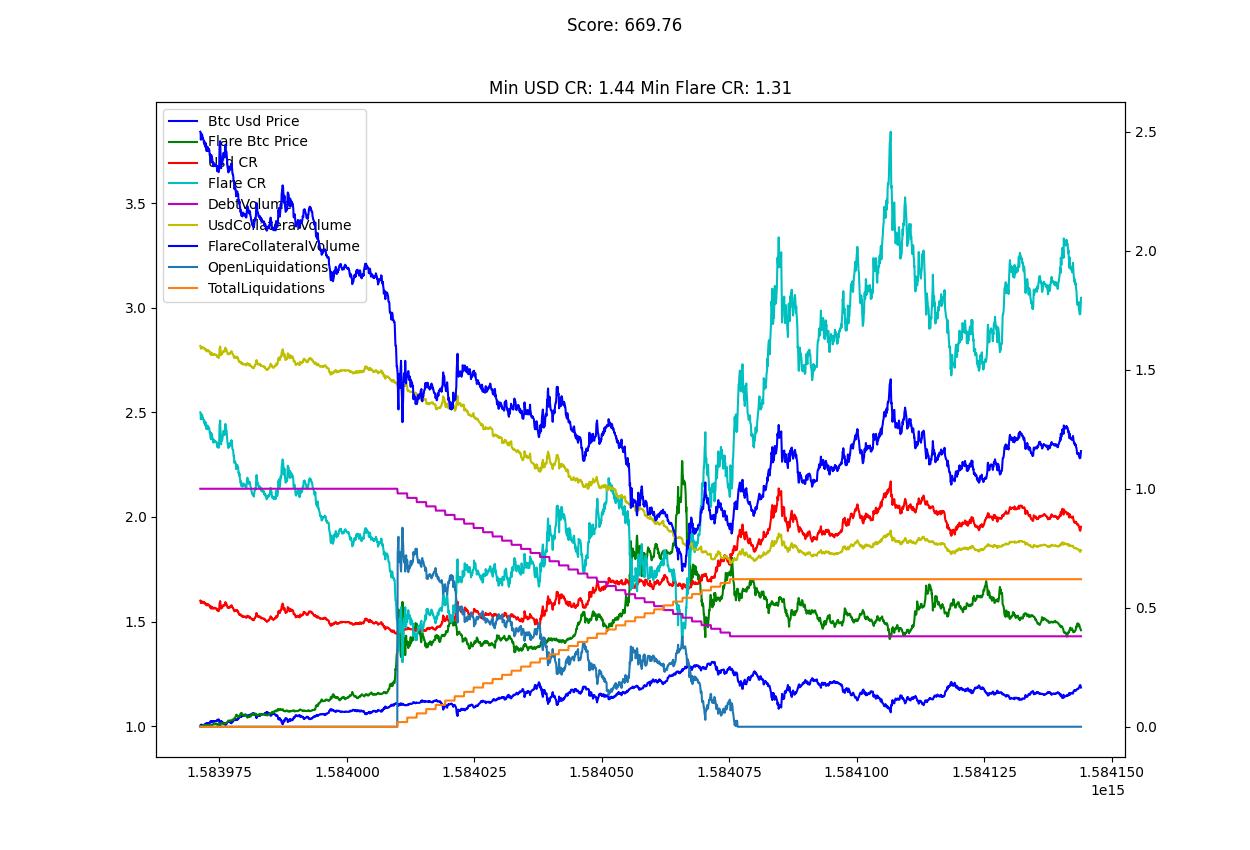 Score: 669.76
Min USD CR: 1.44 Min Flare CR: 1.31
Btc Usd Price
Flare Btc Price
Usd CR
Flare CR
DebtVolume
UsdCollateralVolume
FlareCollateralVolume
OpenLiquidations
TotalLiquidations
3.5
3.0
2.5
2.0
1.5
1.0
2.5
2.0
1.5
1.0
0.5
0.0
1.583975
1.584000
1.584025
1.584050
1.584075
1.584100
1.584125
1.584150
1e15